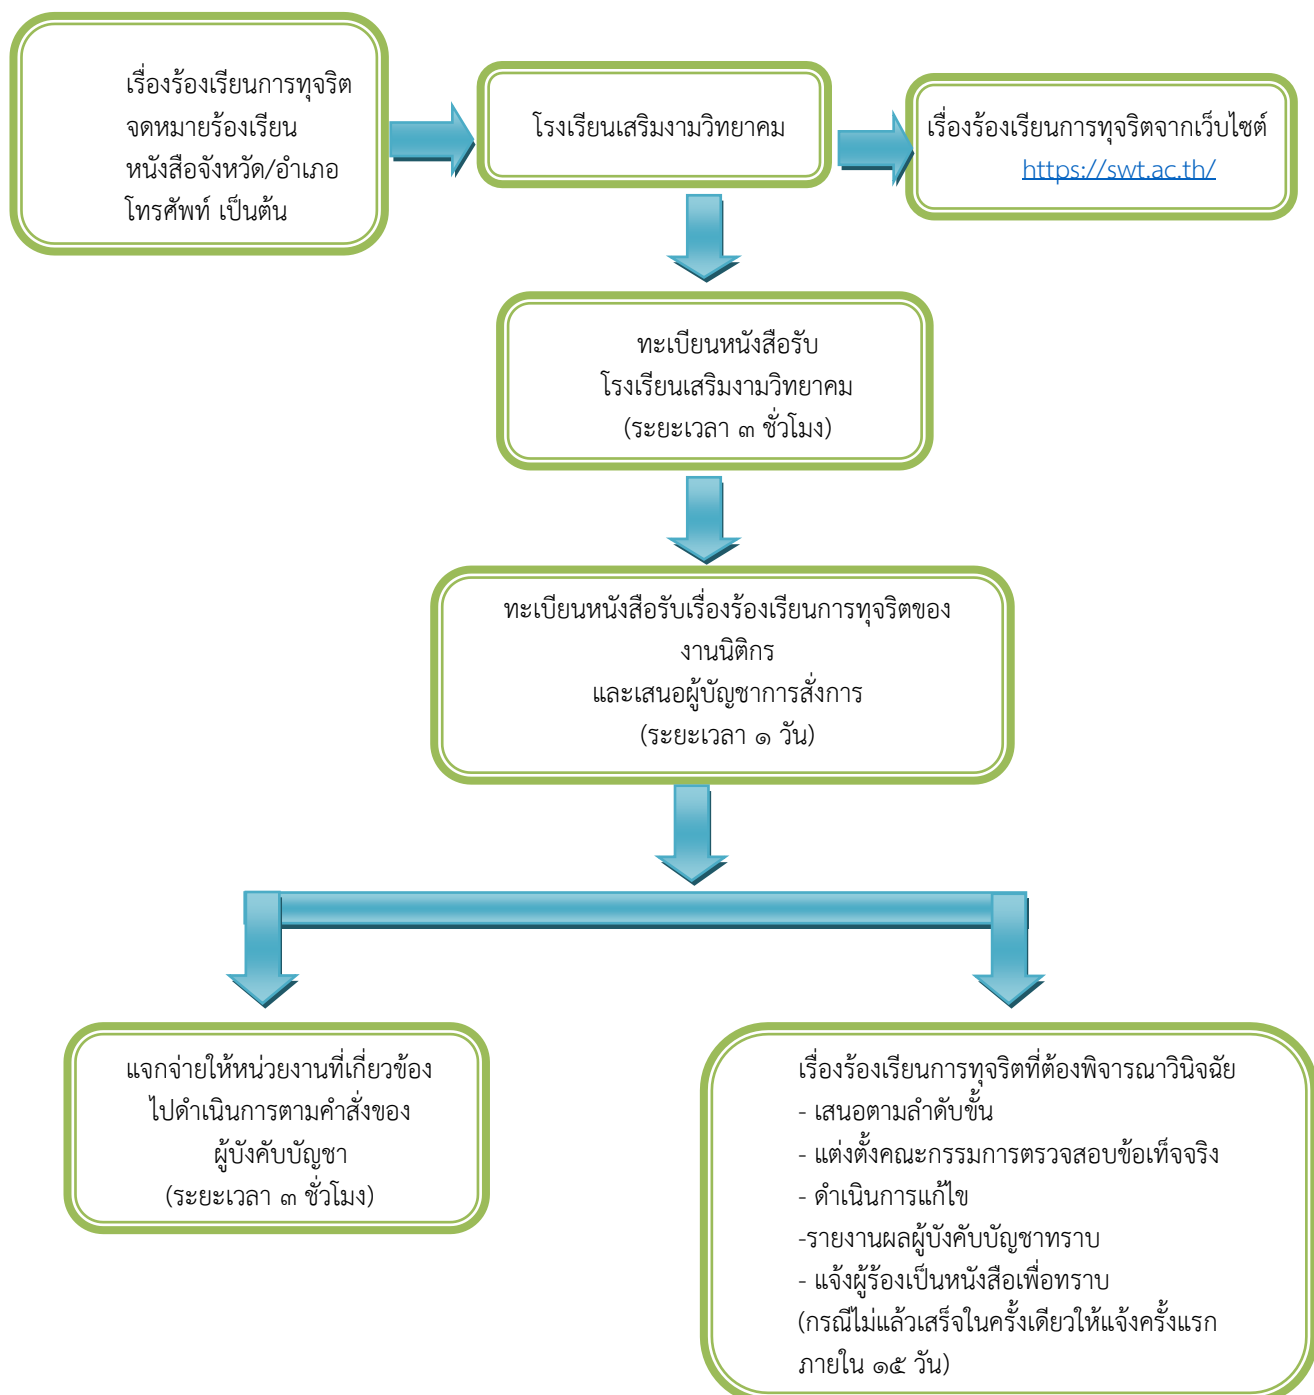 เรื่องร้องเรียนการทุจริต
จดหมายร้องเรียน
หนังสือจังหวัด/อำเภอ
โทรศัพท์ เป็นต้น
โรงเรียนเสริมงามวิทยาคม
เรื่องร้องเรียนการทุจริตจากเว็บไซต์
https://swt.ac.th/
ทะเบียนหนังสือรับ
โรงเรียนเสริมงามวิทยาคม
(ระยะเวลา ๓ ชั่วโมง)
ทะเบียนหนังสือรับเรื่องร้องเรียนการทุจริตของ
งานนิติกร
และเสนอผู้บัญชาการสั่งการ
(ระยะเวลา ๑ วัน)
แจกจ่ายให้หน่วยงานที่เกี่ยวข้อง
ไปดำเนินการตามคำสั่งของ
ผู้บังคับบัญชา
(ระยะเวลา ๓ ชั่วโมง)
เรื่องร้องเรียนการทุจริตที่ต้องพิจารณาวินิจฉัย
- เสนอตามลำดับขั้น
- แต่งตั้งคณะกรรมการตรวจสอบข้อเท็จจริง
- ดำเนินการแก้ไข
-รายงานผลผู้บังคับบัญชาทราบ
- แจ้งผู้ร้องเป็นหนังสือเพื่อทราบ
(กรณีไม่แล้วเสร็จในครั้งเดียวให้แจ้งครั้งแรก
ภายใน ๑๕ วัน)